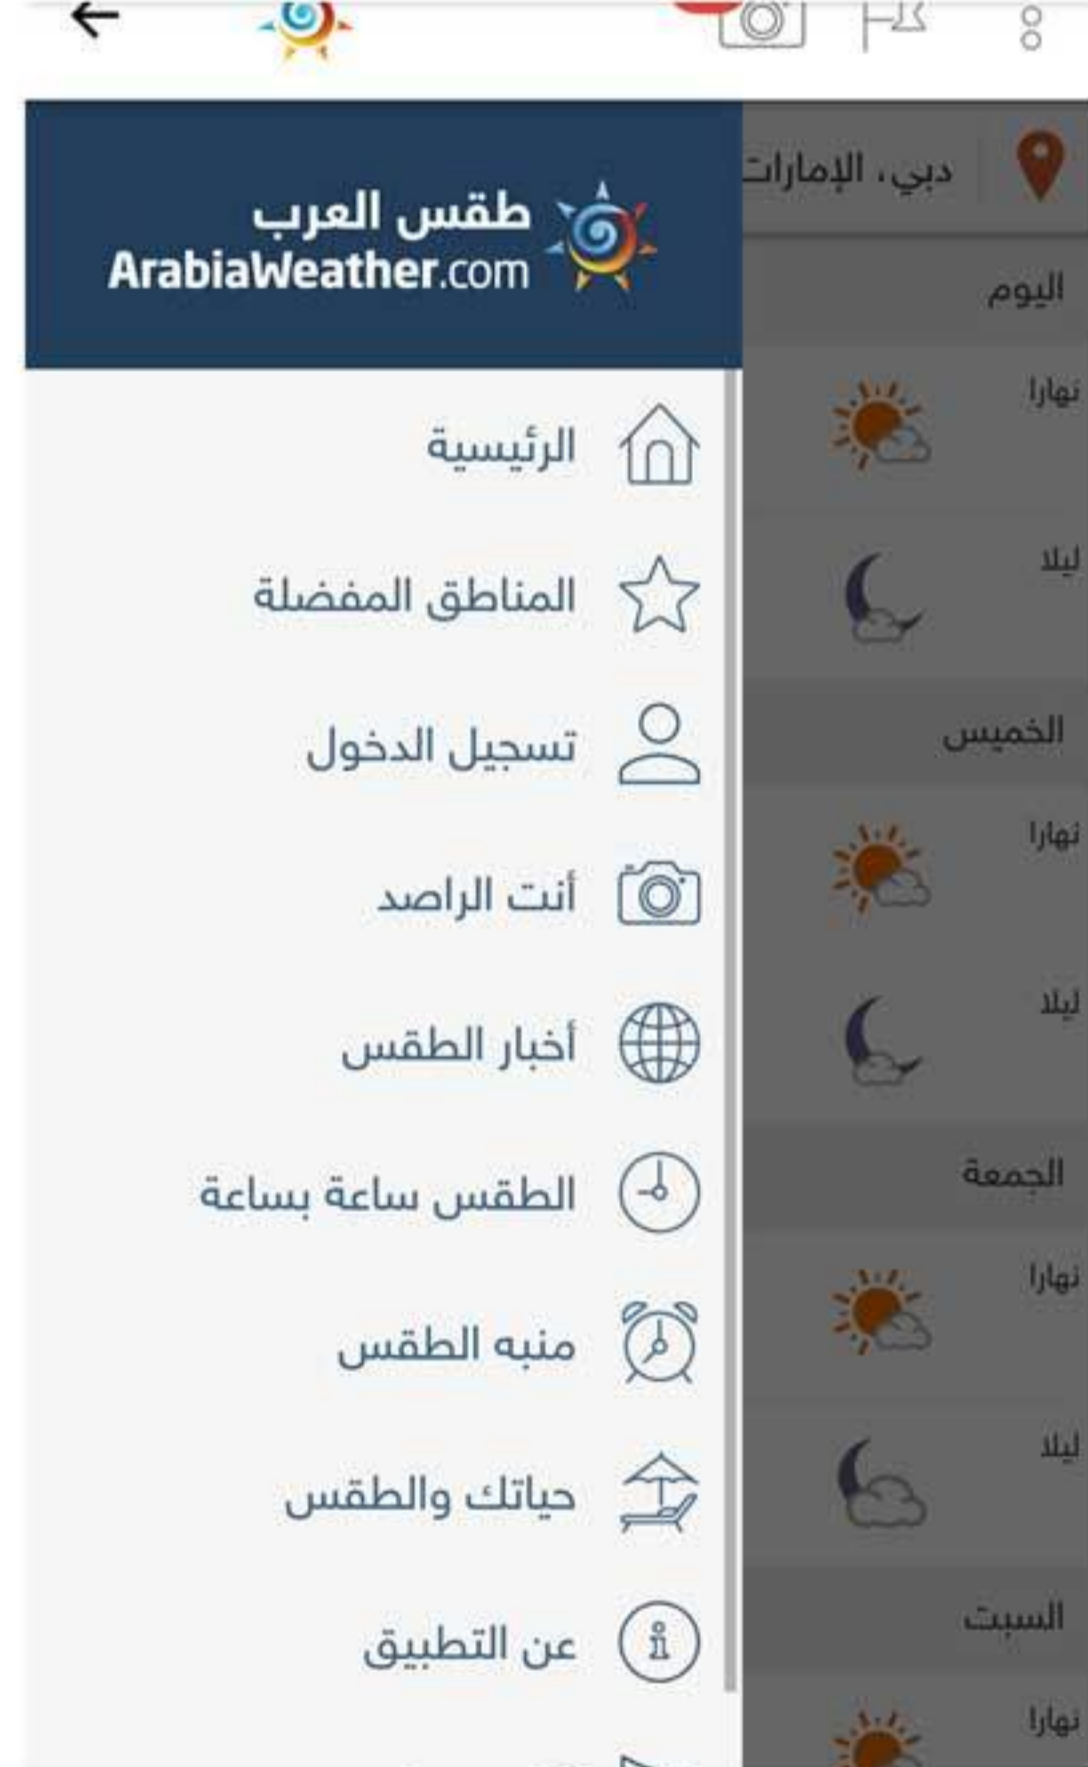 دبي، الإمارات
طقس العرب
ArabiaWeather.com
الرئيسية
المناطق المفضلة
تسجيل الدخول
أنت الراصد
أخبار الطقس
الطقس ساعة بساعة
منبه الطقس
حياتك والطقس
عن التطبيق
اليوم
نهارا
ليلا
الخميس
نهارا
ليلا
الجمعة
نهارا
ليلا
السبت
نهارا